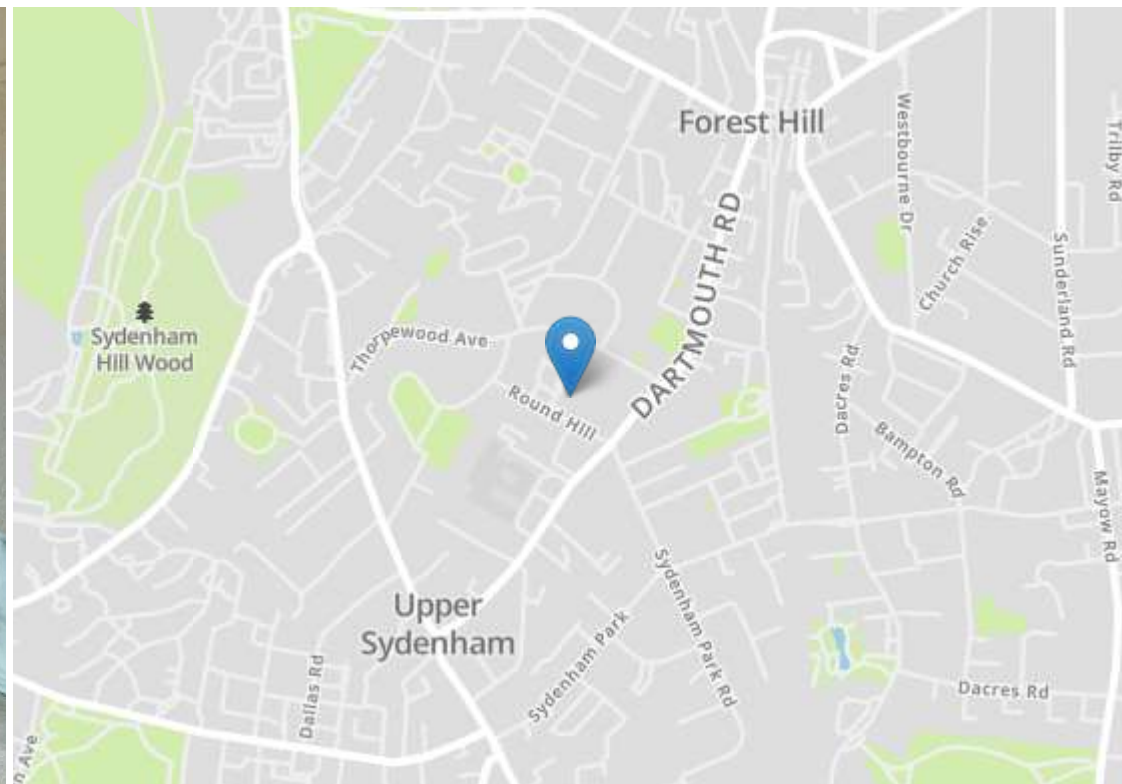 Forest Hill
Westbourne Dr
Trilby Rd
Church Rise
Sunderland Rd
DARTMOUTH RD
Sydenham
Hill Wood
Thorpewood Ave
Round Hill
Dacres Rd
Bampton Rd
Mayow Rd
Upper
Sydenham
Sydenham Park
Sydenham Park Rd
Dallas Rd
Dacres Rd
n Ave